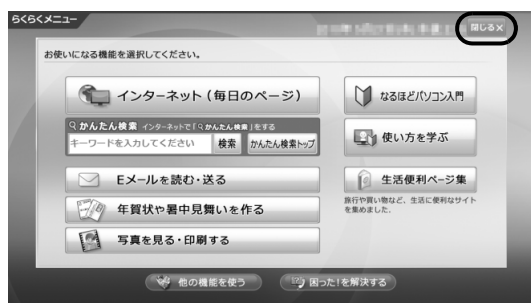 らくらくメニュー
閉じる×
お使いになる機能を選択してください。
インターネット(毎日のページ)
かんたん検索 インターネットで「かんたん検索」をする
キーワードを入力してください 検索 かんたん検索トップ
Eメールを読む・送る
年賀状や暑中見舞いを作る
写真を見る・印刷する
なるほどパソコン入門
使い方を学ぶ
生活便利ページ集
旅行や買い物など、生活に便利なサイト
を集めました。
他の機能を使う
困った!を解決する